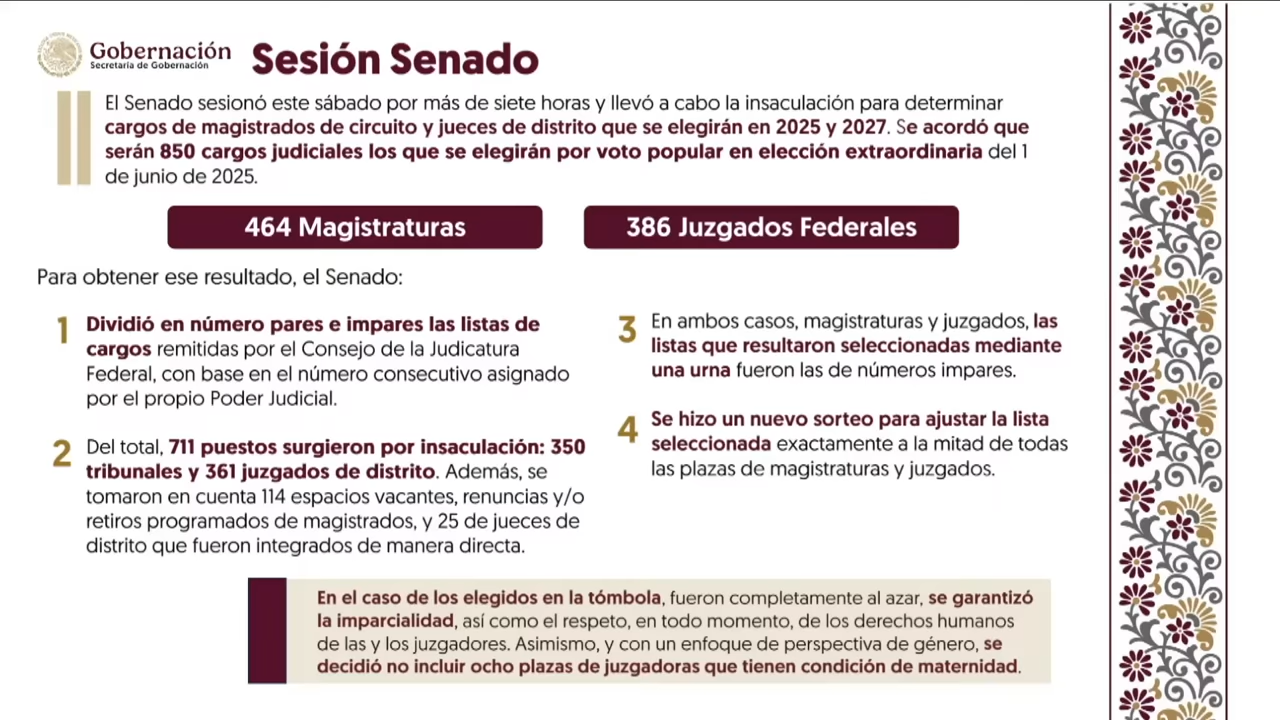 Gobernación
Secretaría de Gobernación
Sesión Senado
El Senado sesionó este sábado por más de siete horas y llevó a cabo la insaculación para determinar
cargos de magistrados de circuito y jueces de distrito que se elegirán en 2025 y 2027. Se acordó que
serán 850 cargos judiciales los que se elegirán por voto popular en elección extraordinaria del 1
de junio de 2025.
464 Magistraturas
386 Juzgados Federales
Para obtener ese resultado, el Senado:
1
Dividió en número pares e impares las listas de
cargos remitidas por el Consejo de la Judicatura
Federal, con base en el número consecutivo asignado
por el propio Poder Judicial.
2
Del total, 711 puestos surgieron por insaculación: 350
tribunales y 361 juzgados de distrito. Además, se
tomaron en cuenta 114 espacios vacantes, renuncias y/o
retiros programados de magistrados, y 25 de jueces de
distrito que fueron integrados de manera directa.
3
En ambos casos, magistraturas y juzgados, las
listas que resultaron seleccionadas mediante
una urna fueron las de números impares.
4
Se hizo un nuevo sorteo para ajustar la lista
seleccionada exactamente a la mitad de todas
las plazas de magistraturas y juzgados.
En el caso de los elegidos en la tómbola, fueron completamente al azar, se garantizó
la imparcialidad, así como el respeto, en todo momento, de los derechos humanos
de las y los juzgadores. Asimismo, y con un enfoque de perspectiva de género, se
decidió no incluir ocho plazas de juzgadoras que tienen condición de maternidad.